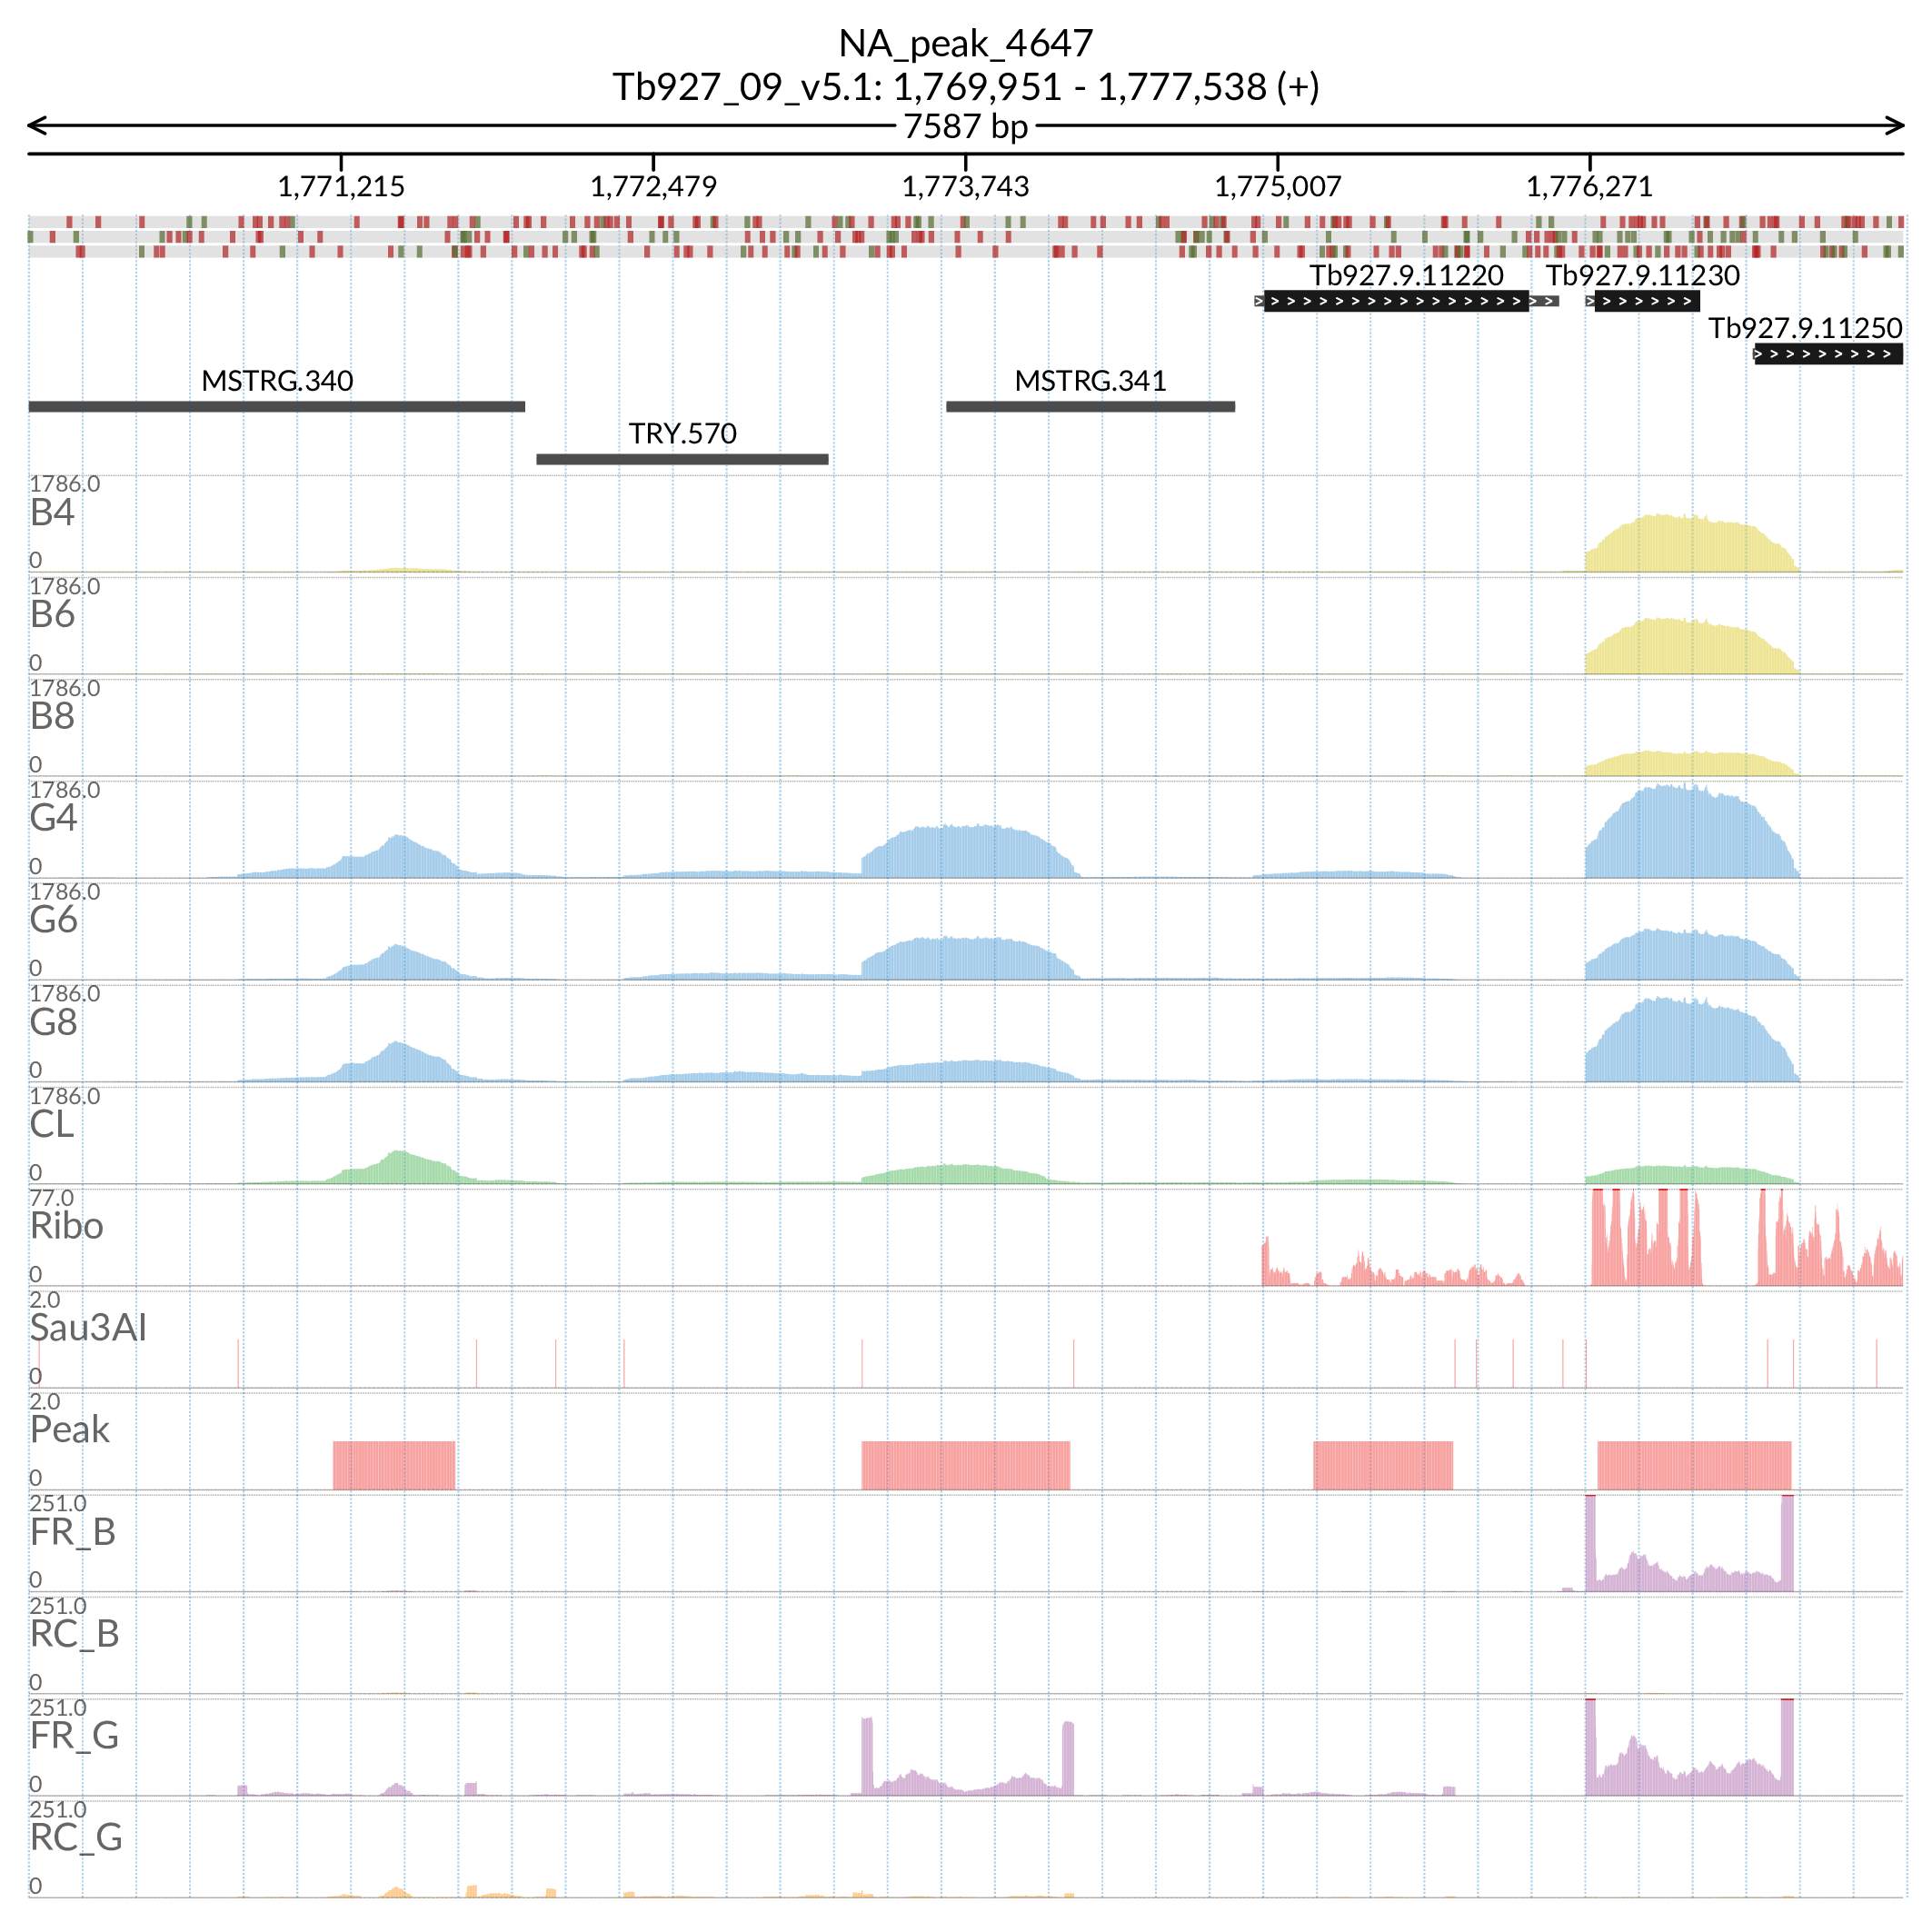 NA_peak_4647
Tb927_09_v5.1: 1,769,951 - 1,777,538 (+)
7587 bp
1,771,215 1,772,479 1,773,743 1,775,007 1,776,271
Tb927.9.11220 Tb927.9.11230
Tb927.9.11250
MSTRG.340 MSTRG.341
TRY.570
1786.0
B4
0
1786.0
B6
0
1786.0
B8
0
1786.0
G4
0
1786.0
G6
0
1786.0
G8
0
1786.0
CL
0
77.0
Ribo
0
2.0
Sau3AI
0
2.0
Peak
0
251.0
FR_B
0
251.0
RC_B
0
251.0
FR_G
0
251.0
RC_G
0